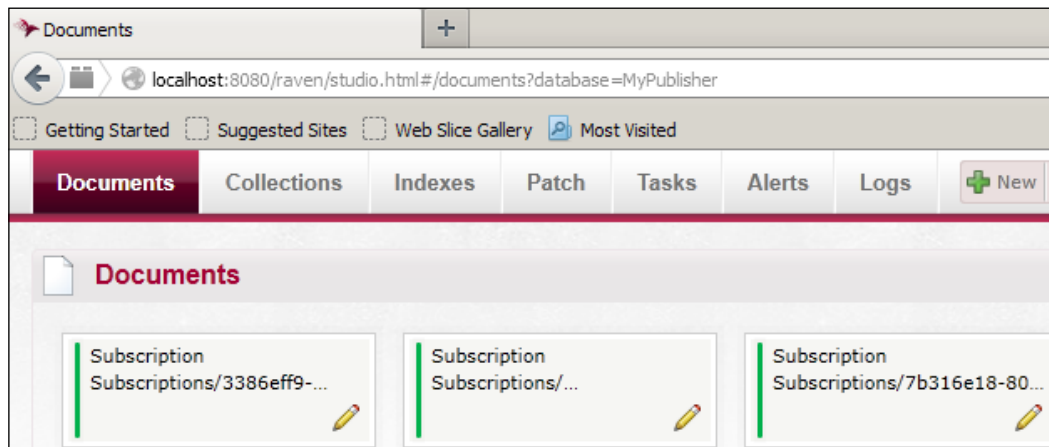 Documents
localhost:8080/raven/studio.html#/documents?database=MyPublisher
Getting Started Suggested Sites Web Slice Gallery Most Visited
Documents Collections Indexes Patch Tasks Alerts Logs New
Documents
Subscription Subscription Subscription
Subscriptions/3386eff9-... Subscriptions/... Subscriptions/7b316e18-80...